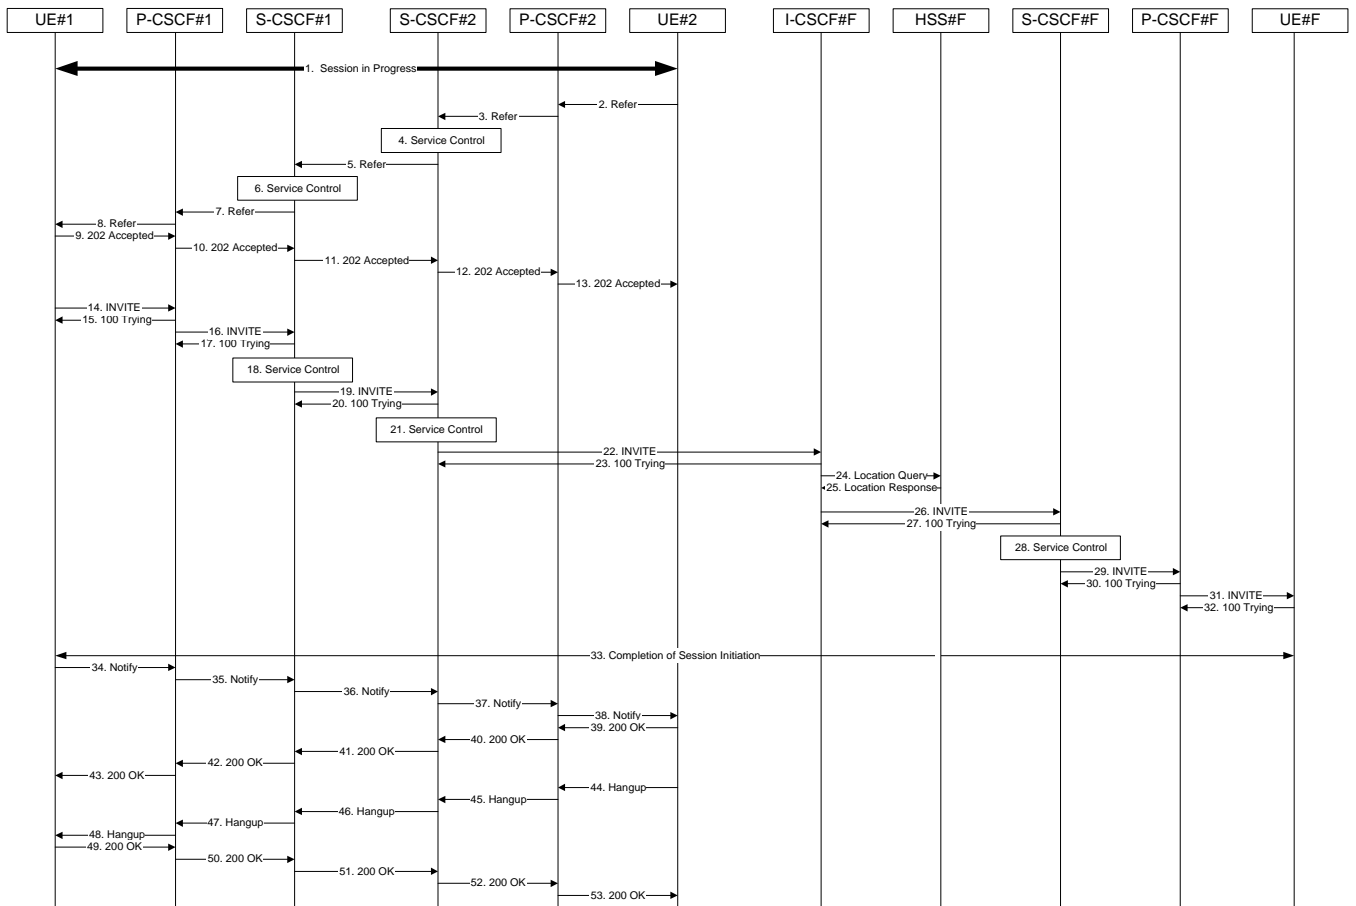 UE#1
P-CSCF#1
S-CSCF#1
S-CSCF#2
P-CSCF#2
UE#2
I-CSCF#F
HSS#F
S-CSCF#F
P-CSCF#F
UE#F
1. Session in Progress
2. Refer
3. Refer
4. Service Control
5. Refer
6. Service Control
7. Refer
8. Refer
9. 202 Accepted
10. 202 Accepted
11. 202 Accepted
12. 202 Accepted
13. 202 Accepted
14. INVITE
15. 100 Trying
16. INVITE
17. 100 Trying
18. Service Control
19. INVITE
20. 100 Trying
21. Service Control
22. INVITE
23. 100 Trying
24. Location Query
25. Location Response
26. INVITE
27. 100 Trying
28. Service Control
29. INVITE
30. 100 Trying
31. INVITE
32. 100 Trying
33. Completion of Session Initiation
34. Notify
35. Notify
36. Notify
37. Notify
38. Notify
39. 200 OK
40. 200 OK
41. 200 OK
42. 200 OK
43. 200 OK
44. Hangup
45. Hangup
46. Hangup
47. Hangup
48. Hangup
49. 200 OK
50. 200 OK
51. 200 OK
52. 200 OK
53. 200 OK